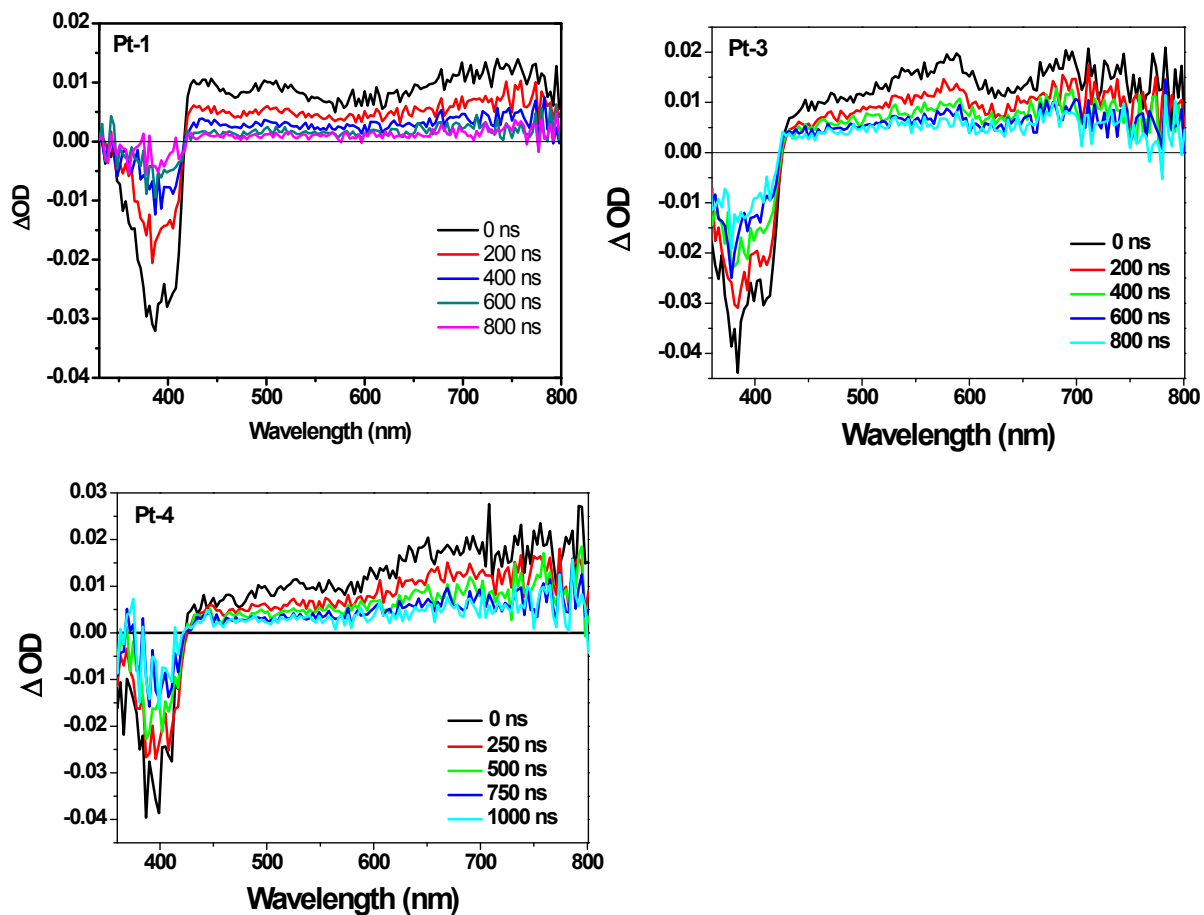 Pt-1
0.02
0.01
0.00
-0.01
-0.02
-0.03
-0.04
ΔOD
0 ns
200 ns
400 ns
600 ns
800 ns
400 500 600 700 800
Wavelength (nm)
Pt-3
0.02
0.01
0.00
-0.01
-0.02
-0.03
-0.04
Δ OD
0 ns
200 ns
400 ns
600 ns
800 ns
400 500 600 700 800
Wavelength (nm)
Pt-4
0.03
0.02
0.01
0.00
-0.01
-0.02
-0.03
-0.04
Δ OD
0 ns
250 ns
500 ns
750 ns
1000 ns
400 500 600 700 800
Wavelength (nm)